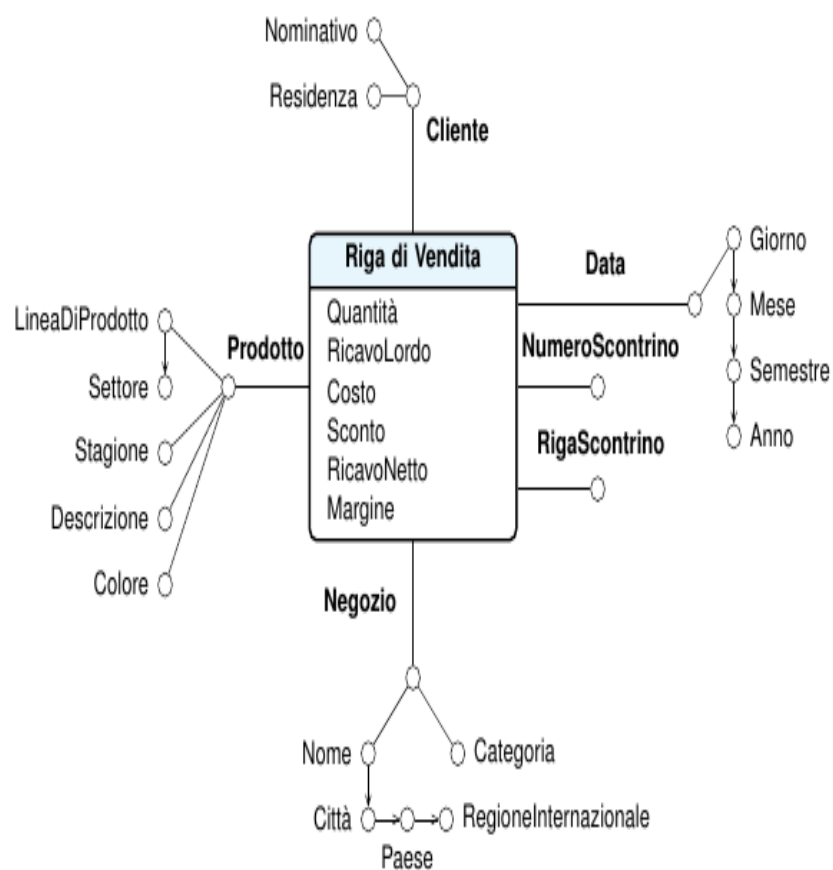 Nominativo
Residenza
Cliente
Riga di Vendita
Quantità
RicavoLordo
Costo
Sconto
RicavoNetto
Margine
Data
Giorno
Mese
Semestre
Anno
NumeroScontrino
RigaScontrino
Prodotto
LineaDiProdotto
Settore
Stagione
Descrizione
Colore
Negozio
Nome
Categoria
Città
RegioneInternazionale
Paese